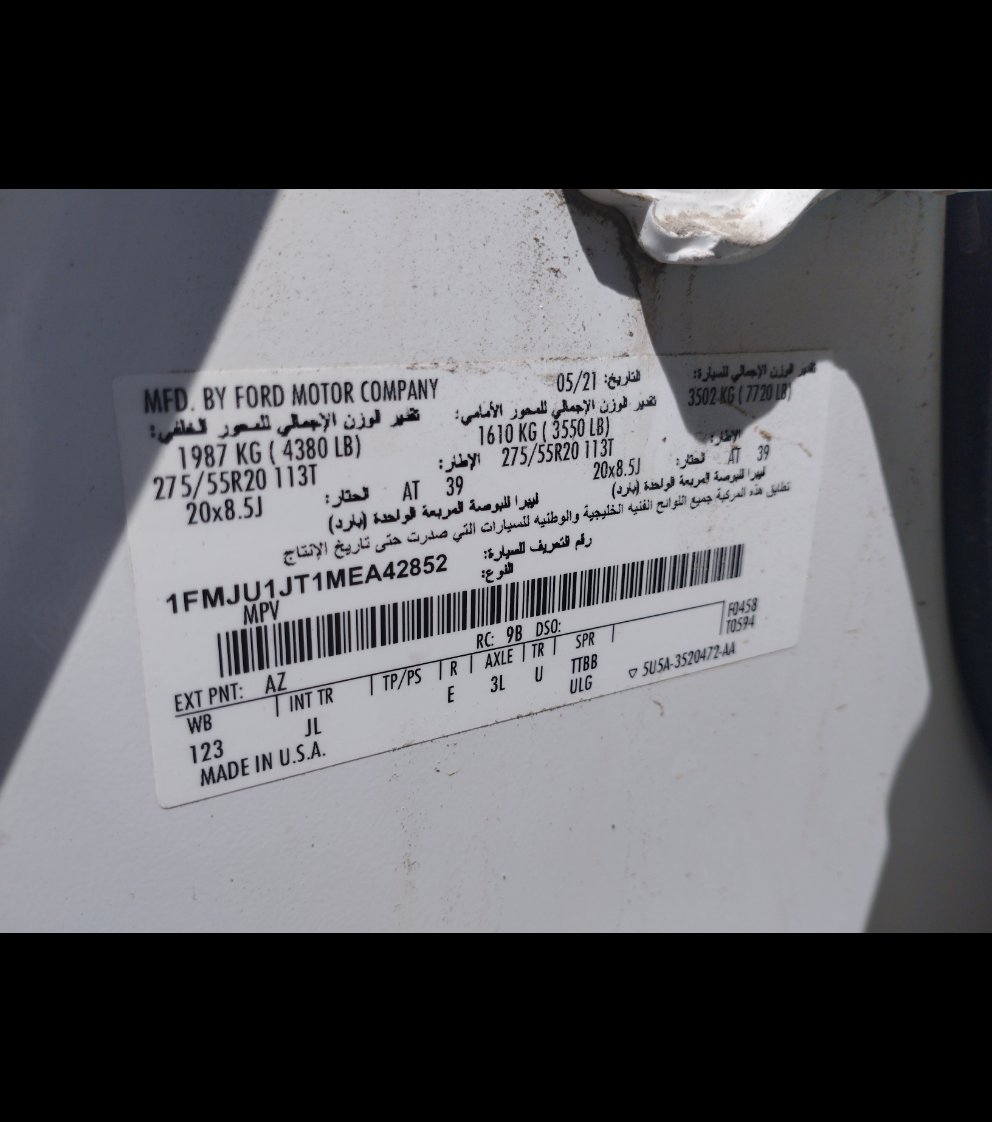 MFD. BY FORD MOTOR COMPANY 05/21 التاريخ: تقدير الوزن الإجمالي للسيارة:
3502 KG ( 7720 LB)
تقدير الوزن الإجمالي للمحور الخلفي: تقدير الوزن الإجمالي للمحور الأمامي:
1987 KG ( 4380 LB) 1610 KG ( 3550 LB)
275/55R20 113T الإطار: 275/55R20 113T الإطار:
20x8.5J الحتار: AT 39 20x8.5J الحتار: AT 39
ليبرا للبوصة المربعة الواحدة (بارد) ليبرا للبوصة المربعة الواحدة (بارد)
تطابق هذه المركبة جميع اللوائح الفنيه الخليجية والوطنيه للسيارات التي صدرت حتى تاريخ الإنتاج
1FMJU1JT1MEA42852 رقم التعريف للسيارة:
MPV النوع:
F0458
T0594
EXT PNT: AZ RC: 9B DSO:
WB INT TR TP/PS R AXLE TR SPR
123 JL E 3L U TTBB
ULG
5U5A-3520472-AA
MADE IN U.S.A.